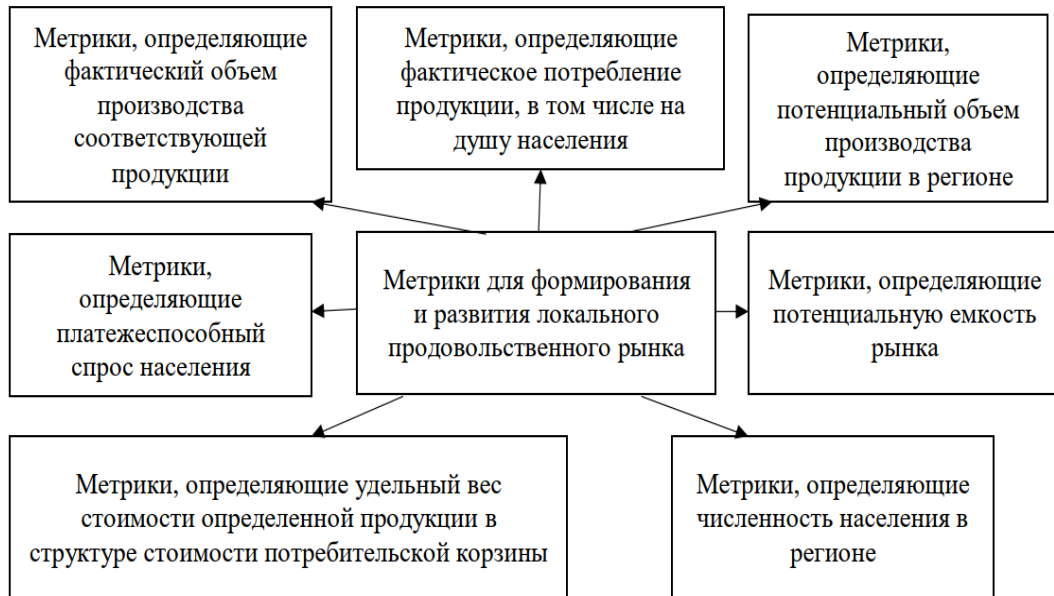 Метрики, определяющие
фактический объем
производства
соответствующей
продукции
Метрики, определяющие
фактическое потребление
продукции, в том числе на
душу населения
Метрики,
определяющие
потенциальный объем
производства
продукции в регионе
Метрики,
определяющие
платежеспособный
спрос населения
Метрики для формирования
и развития локального
продовольственного рынка
Метрики, определяющие
потенциальную емкость
рынка
Метрики, определяющие удельный вес
стоимости определенной продукции в
структуре стоимости потребительской корзины
Метрики, определяющие
численность населения в
регионе